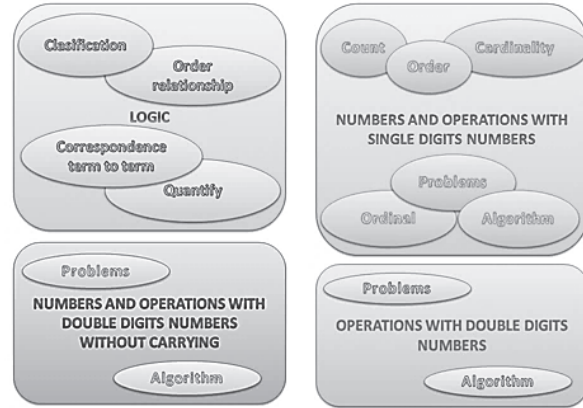 Clasification
Order
relationship
LOGIC
Correspondence
term to term
Quantify
Count
Cardinality
Order
NUMBERS AND OPERATIONS WITH
SINGLE DIGITS NUMBERS
Problems
Ordinal
Algorithm
Problems
NUMBERS AND OPERATIONS WITH
DOUBLE DIGITS NUMBERS
WITHOUT CARRYING
Algorithm
Problems
OPERATIONS WITH DOUBLE DIGITS
NUMBERS
Algorithm